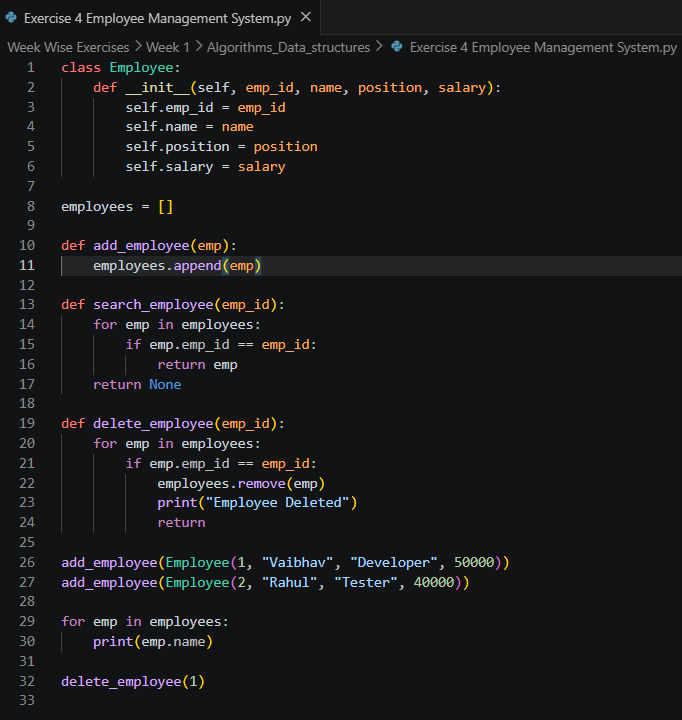 Exercise 4 Employee Management System.py ×
Week Wise Exercises > Week 1 > Algorithms_Data_structures > Exercise 4 Employee Management System.py
1 class Employee:
2     def __init__(self, emp_id, name, position, salary):
3         self.emp_id = emp_id
4         self.name = name
5         self.position = position
6         self.salary = salary
7
8 employees = []
9
10 def add_employee(emp):
11     employees.append(emp)
12
13 def search_employee(emp_id):
14     for emp in employees:
15         if emp.emp_id == emp_id:
16             return emp
17     return None
18
19 def delete_employee(emp_id):
20     for emp in employees:
21         if emp.emp_id == emp_id:
22             employees.remove(emp)
23             print("Employee Deleted")
24             return
25
26 add_employee(Employee(1, "Vaibhav", "Developer", 50000))
27 add_employee(Employee(2, "Rahul", "Tester", 40000))
28
29 for emp in employees:
30     print(emp.name)
31
32 delete_employee(1)
33